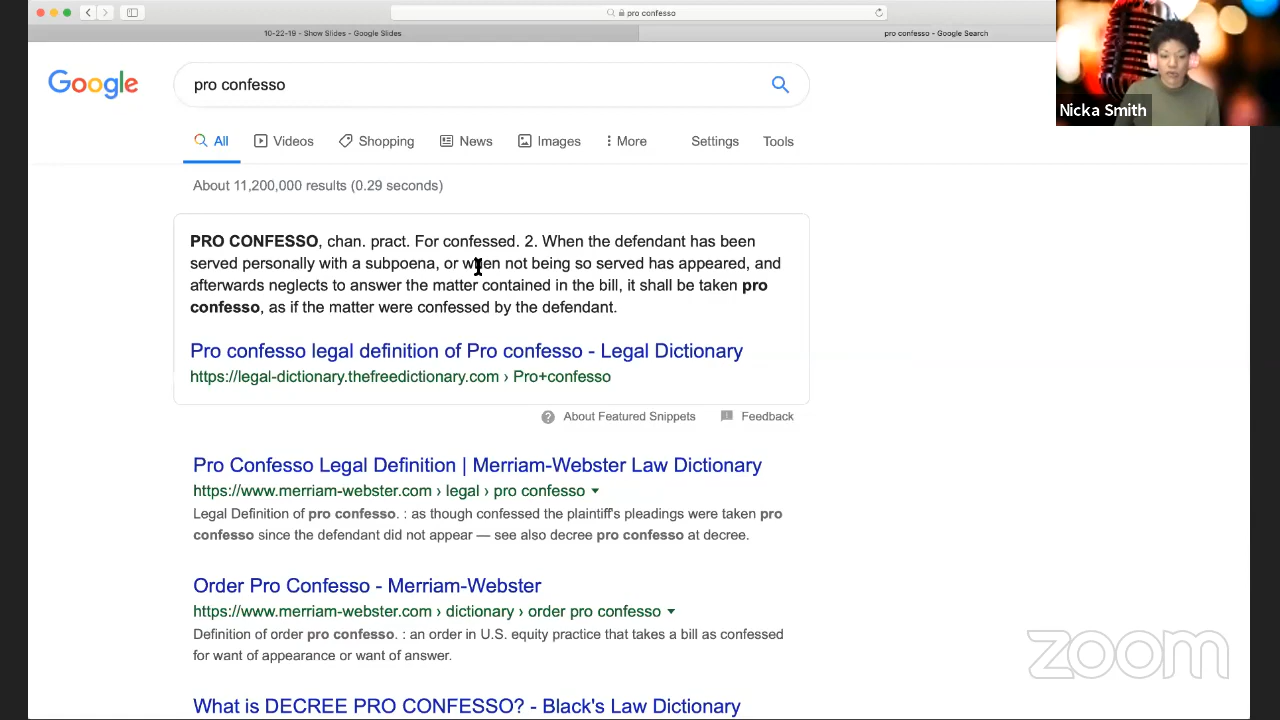 pro confesso
10-22-19 - Show Slides - Google Slides
pro confesso - Google Search
Nicka Smith
Google
pro confesso
All Videos Shopping News Images More Settings Tools
About 11,200,000 results (0.29 seconds)
PRO CONFESSO, chan. pract. For confessed. 2. When the defendant has been
served personally with a subpoena, or when not being so served has appeared, and
afterwards neglects to answer the matter contained in the bill, it shall be taken pro
confesso, as if the matter were confessed by the defendant.
Pro confesso legal definition of Pro confesso - Legal Dictionary
https://legal-dictionary.thefreedictionary.com › Pro+confesso
About Featured Snippets Feedback
Pro Confesso Legal Definition | Merriam-Webster Law Dictionary
https://www.merriam-webster.com › legal › pro confesso
Legal Definition of pro confesso. : as though confessed the plaintiff's pleadings were taken pro
confesso since the defendant did not appear — see also decree pro confesso at decree.
Order Pro Confesso - Merriam-Webster
https://www.merriam-webster.com › dictionary › order pro confesso
Definition of order pro confesso. : an order in U.S. equity practice that takes a bill as confessed
for want of appearance or want of answer.
zoom
What is DECREE PRO CONFESSO? - Black's Law Dictionary